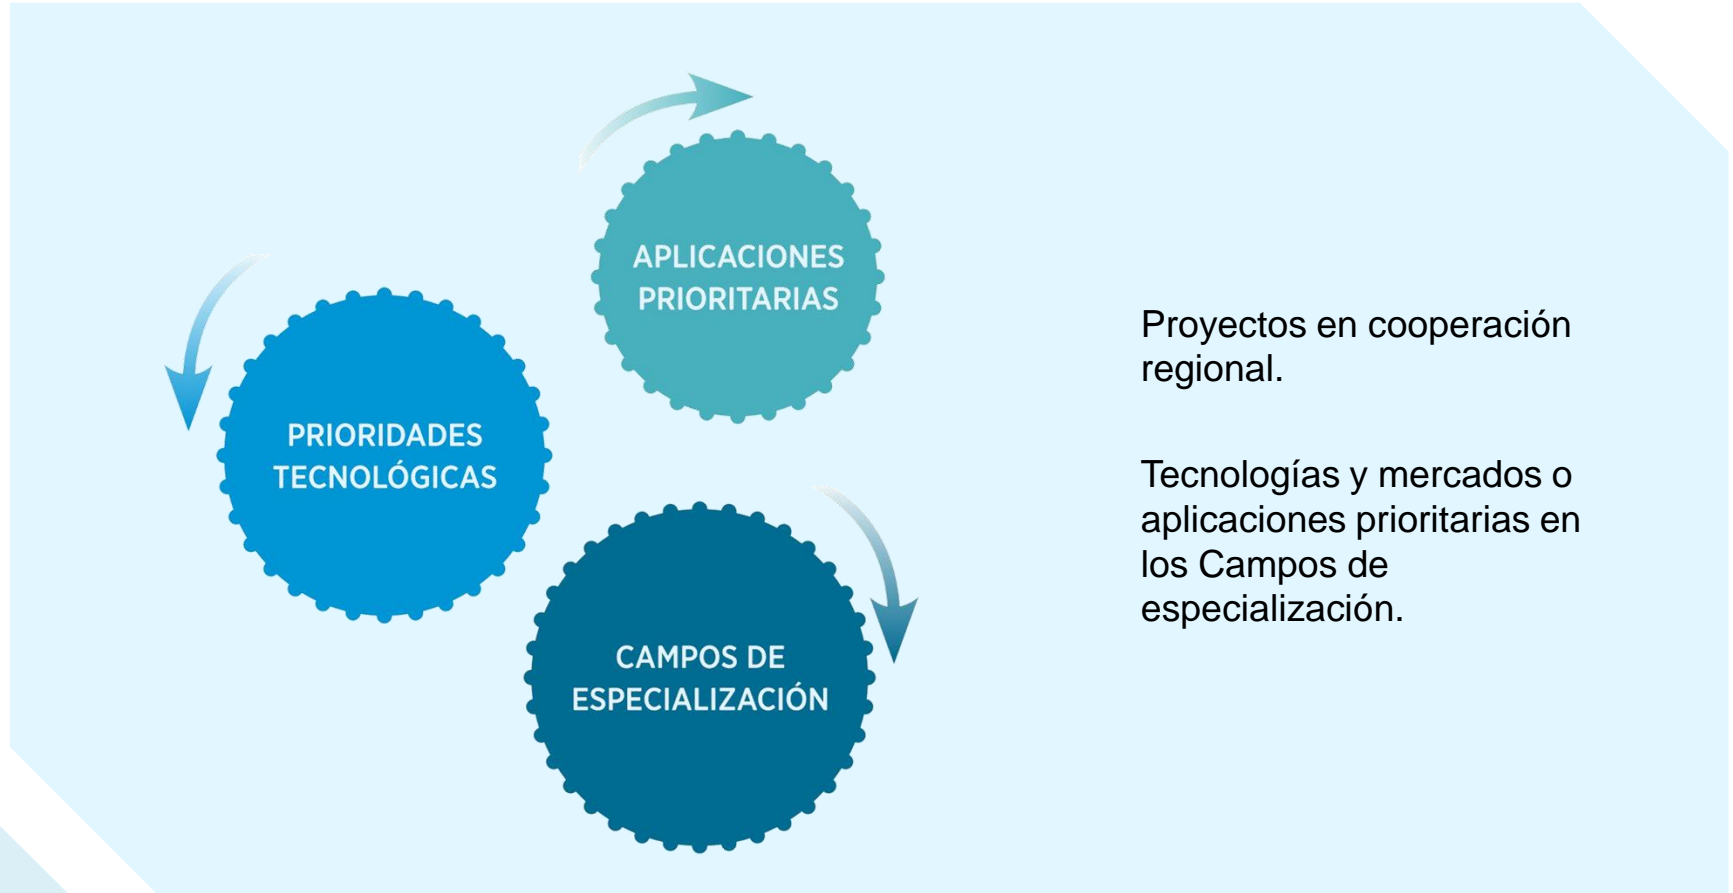 APLICACIONES
PRIORITARIAS
PRIORIDADES
TECNOLÓGICAS
CAMPOS DE
ESPECIALIZACIÓN
Proyectos en cooperación
regional.
Tecnologías y mercados o
aplicaciones prioritarias en
los Campos de
especialización.